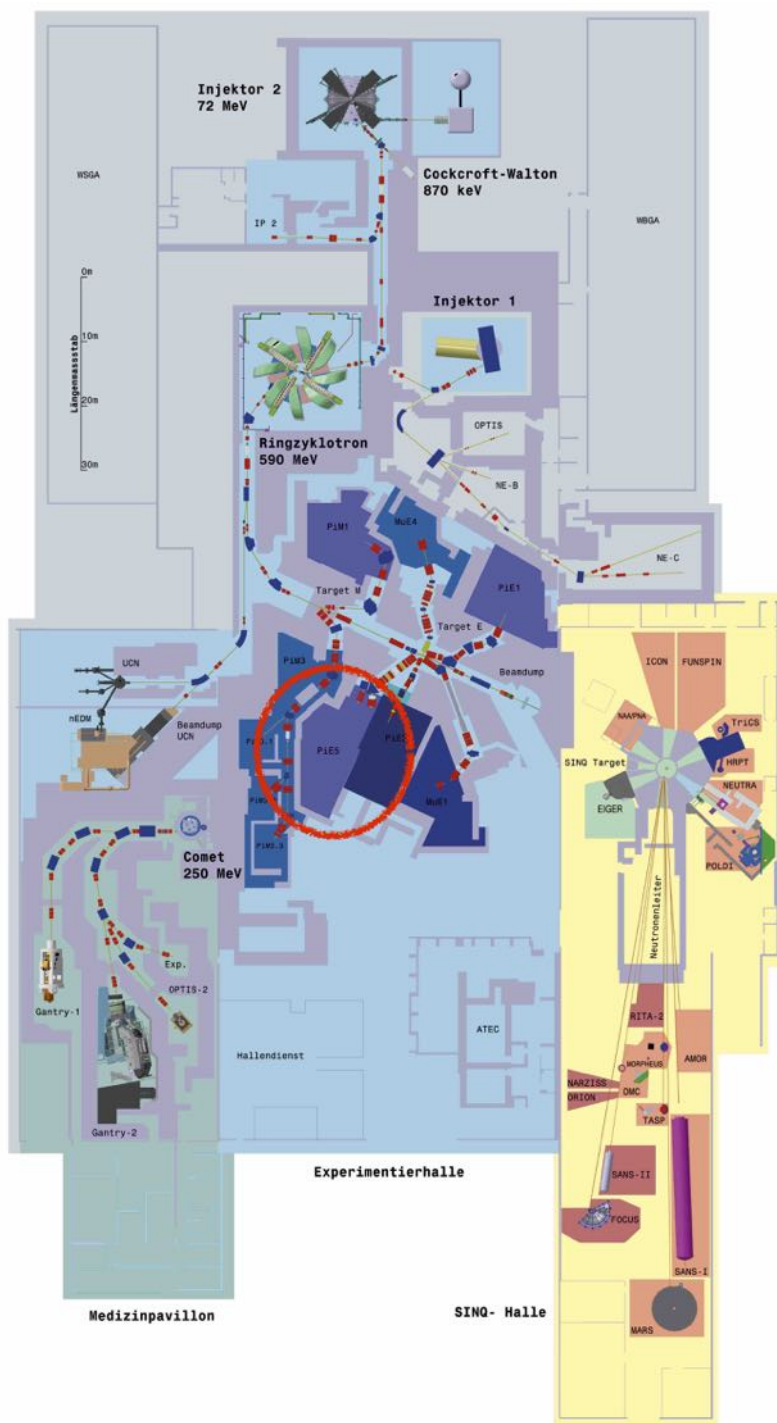 Injektor 2
72 MeV
Cockcroft-Walton
870 keV
WSGA
WBGA
IP 2
0m
Injektor 1
10m
Längenmassstab
20m
30m
OPTIS
Ringzyklotron
590 MeV
NE-B
PiM1
MuE4
NE-C
PiE1
Target M
Target E
ICON
FUNSPIN
UCN
PiM3
Beamdump
nEDM
Beamdump
UCN
NAA/PNA
TriCS
SINQ Target
HRPT
PiE5
NEUTRA
EIGER
MuE1
POLDI
Comet
250 MeV
Neutronenleiter
Exp.
OPTIS-2
Gantry-1
RITA-2
ATEC
Hallendienst
AMOR
MORPHEUS
NARZISS
OMC
ORION
TASP
Gantry-2
Experimentierhalle
SANS-II
FOCUS
SANS-I
Medizinpavillon
SINQ- Halle
MARS